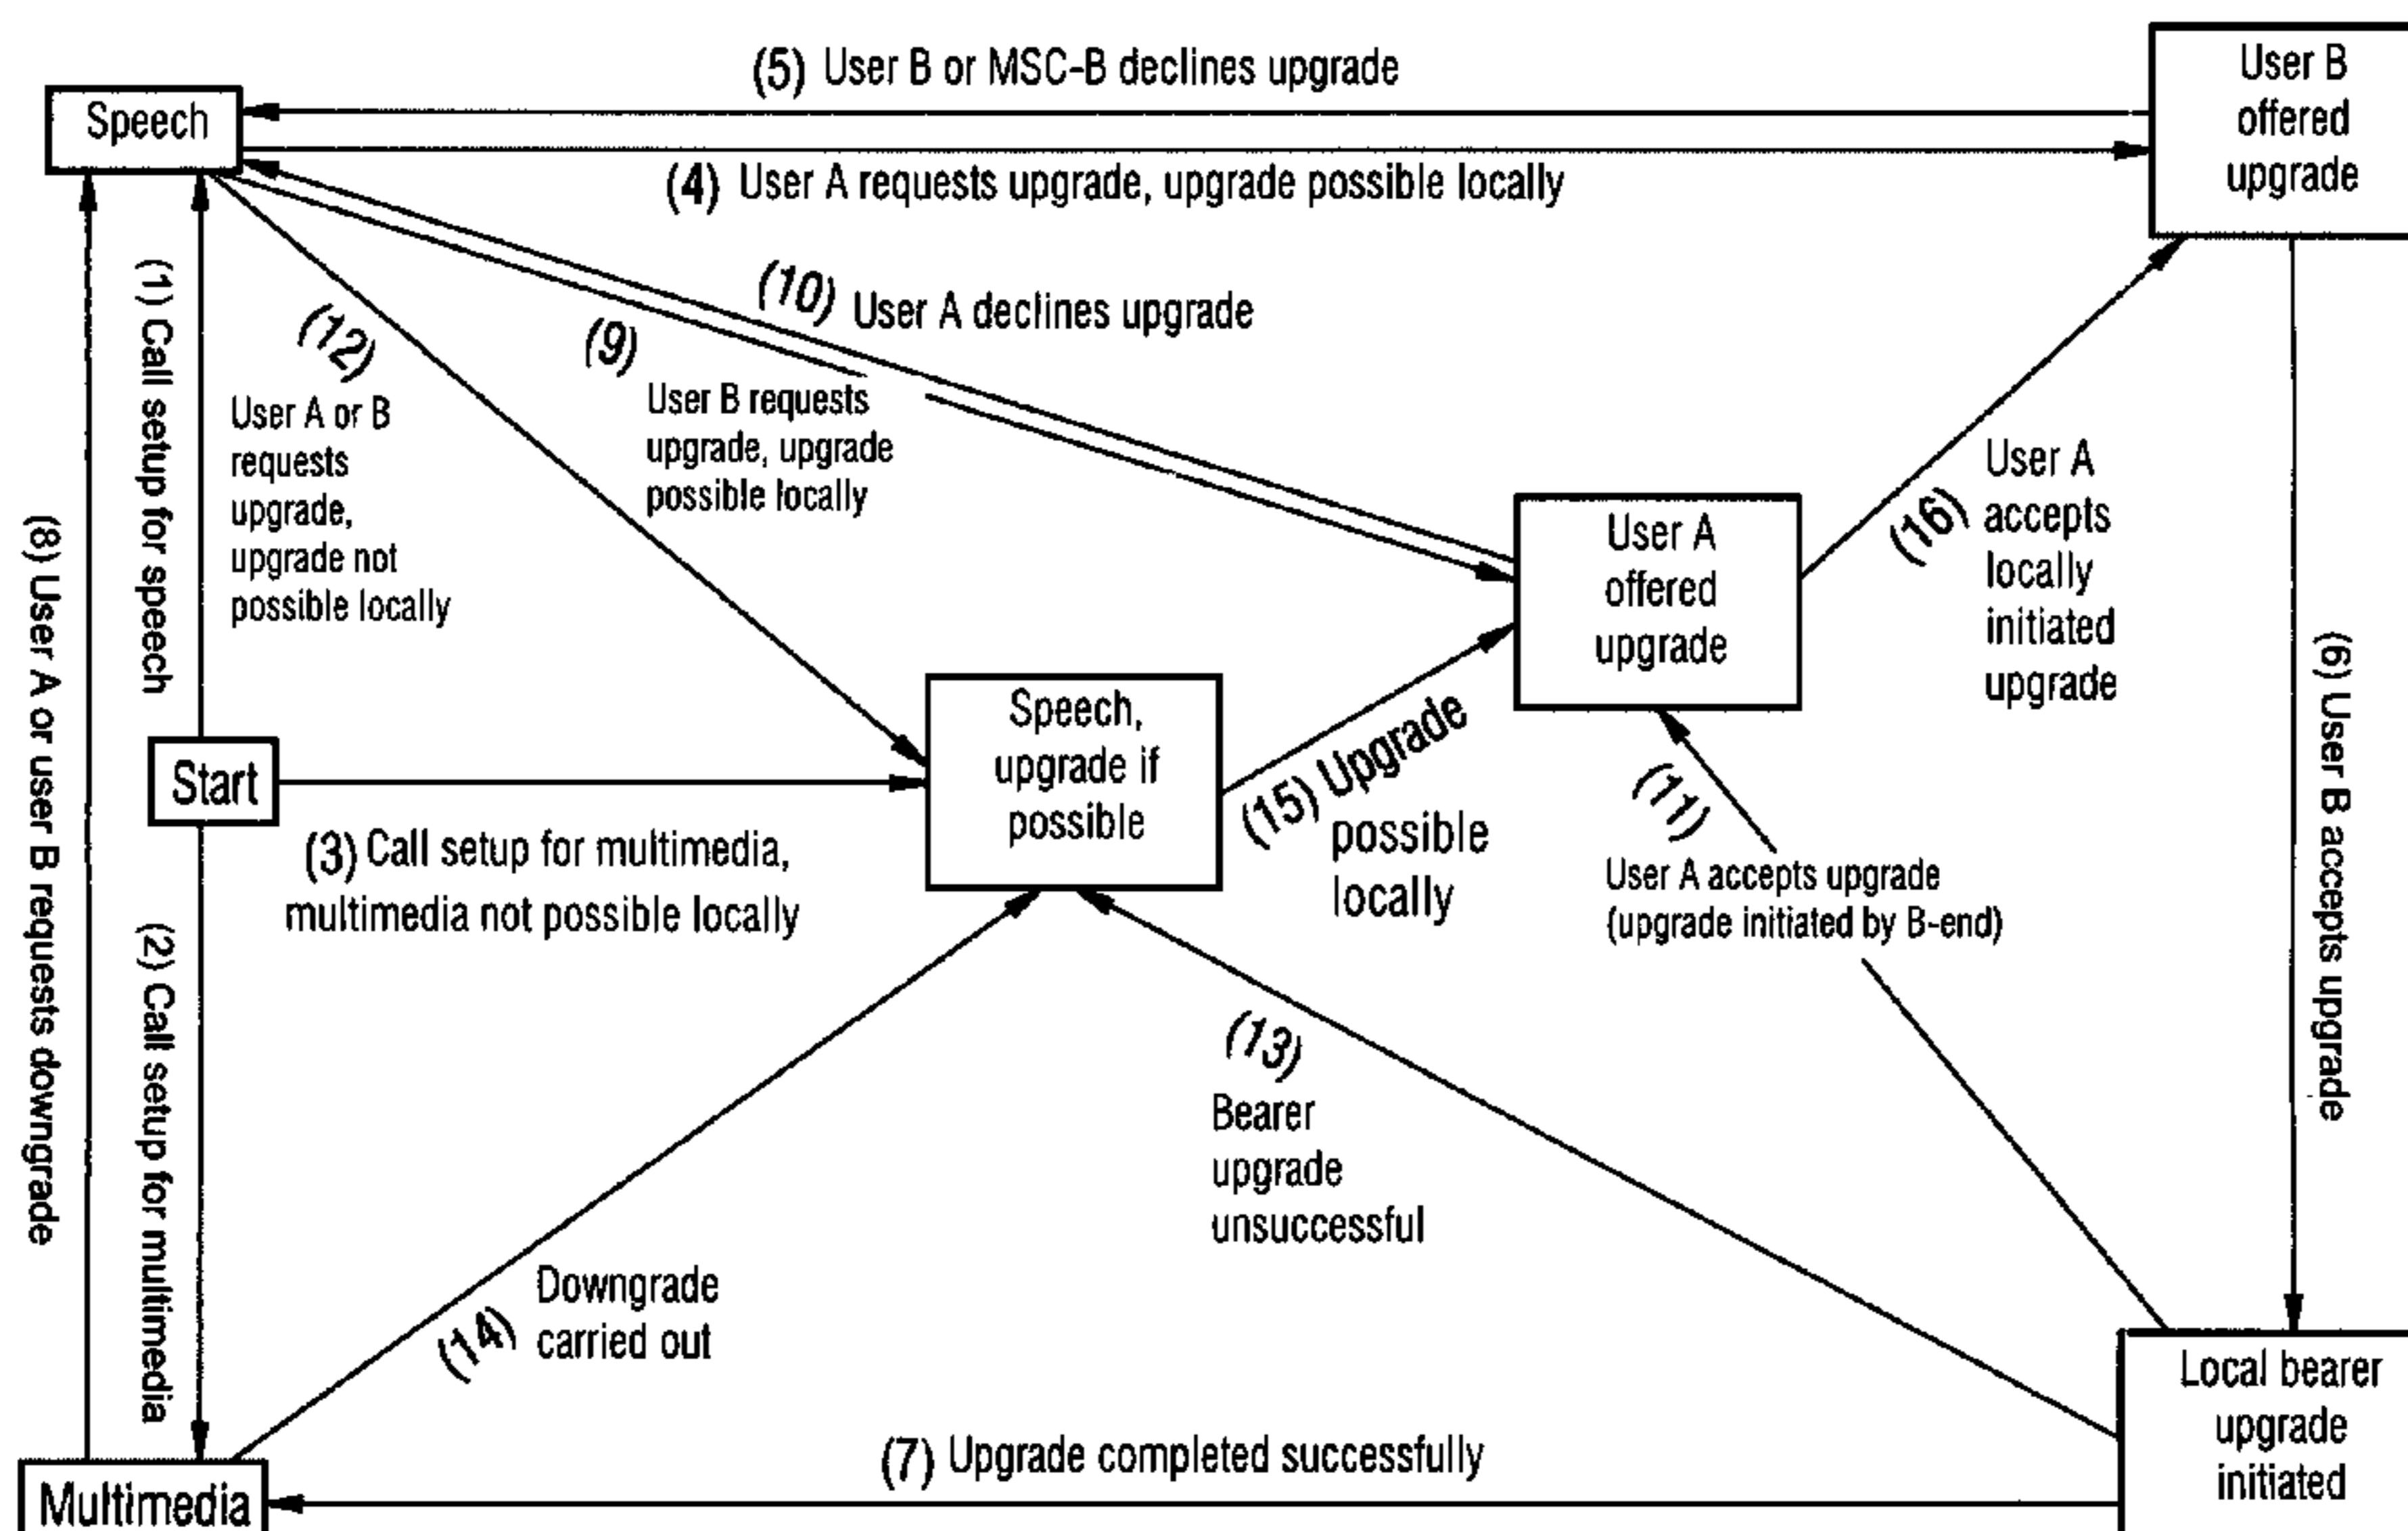 (5) User B or MSC-B declines upgrade
User B
offered
upgrade
Speech
(4) User A requests upgrade, upgrade possible locally
(10) User A declines upgrade
(9)
User B requests
upgrade, upgrade
possible locally
(12)
User A or B
requests
upgrade,
upgrade not
possible locally
(1) Call setup for speech
(8) User A or user B requests downgrade
User A
offered
upgrade
(16)
User A
accepts
locally
initiated
upgrade
(6) User B accepts upgrade
Start
Speech,
upgrade if
possible
(15) Upgrade
possible
locally
(11)
User A accepts upgrade
(upgrade initiated by B-end)
(3) Call setup for multimedia,
multimedia not possible locally
(2) Call setup for multimedia
(13)
Bearer
upgrade
unsuccessful
(14)
Downgrade
carried out
Local bearer
upgrade
initiated
(7) Upgrade completed successfully
Multimedia